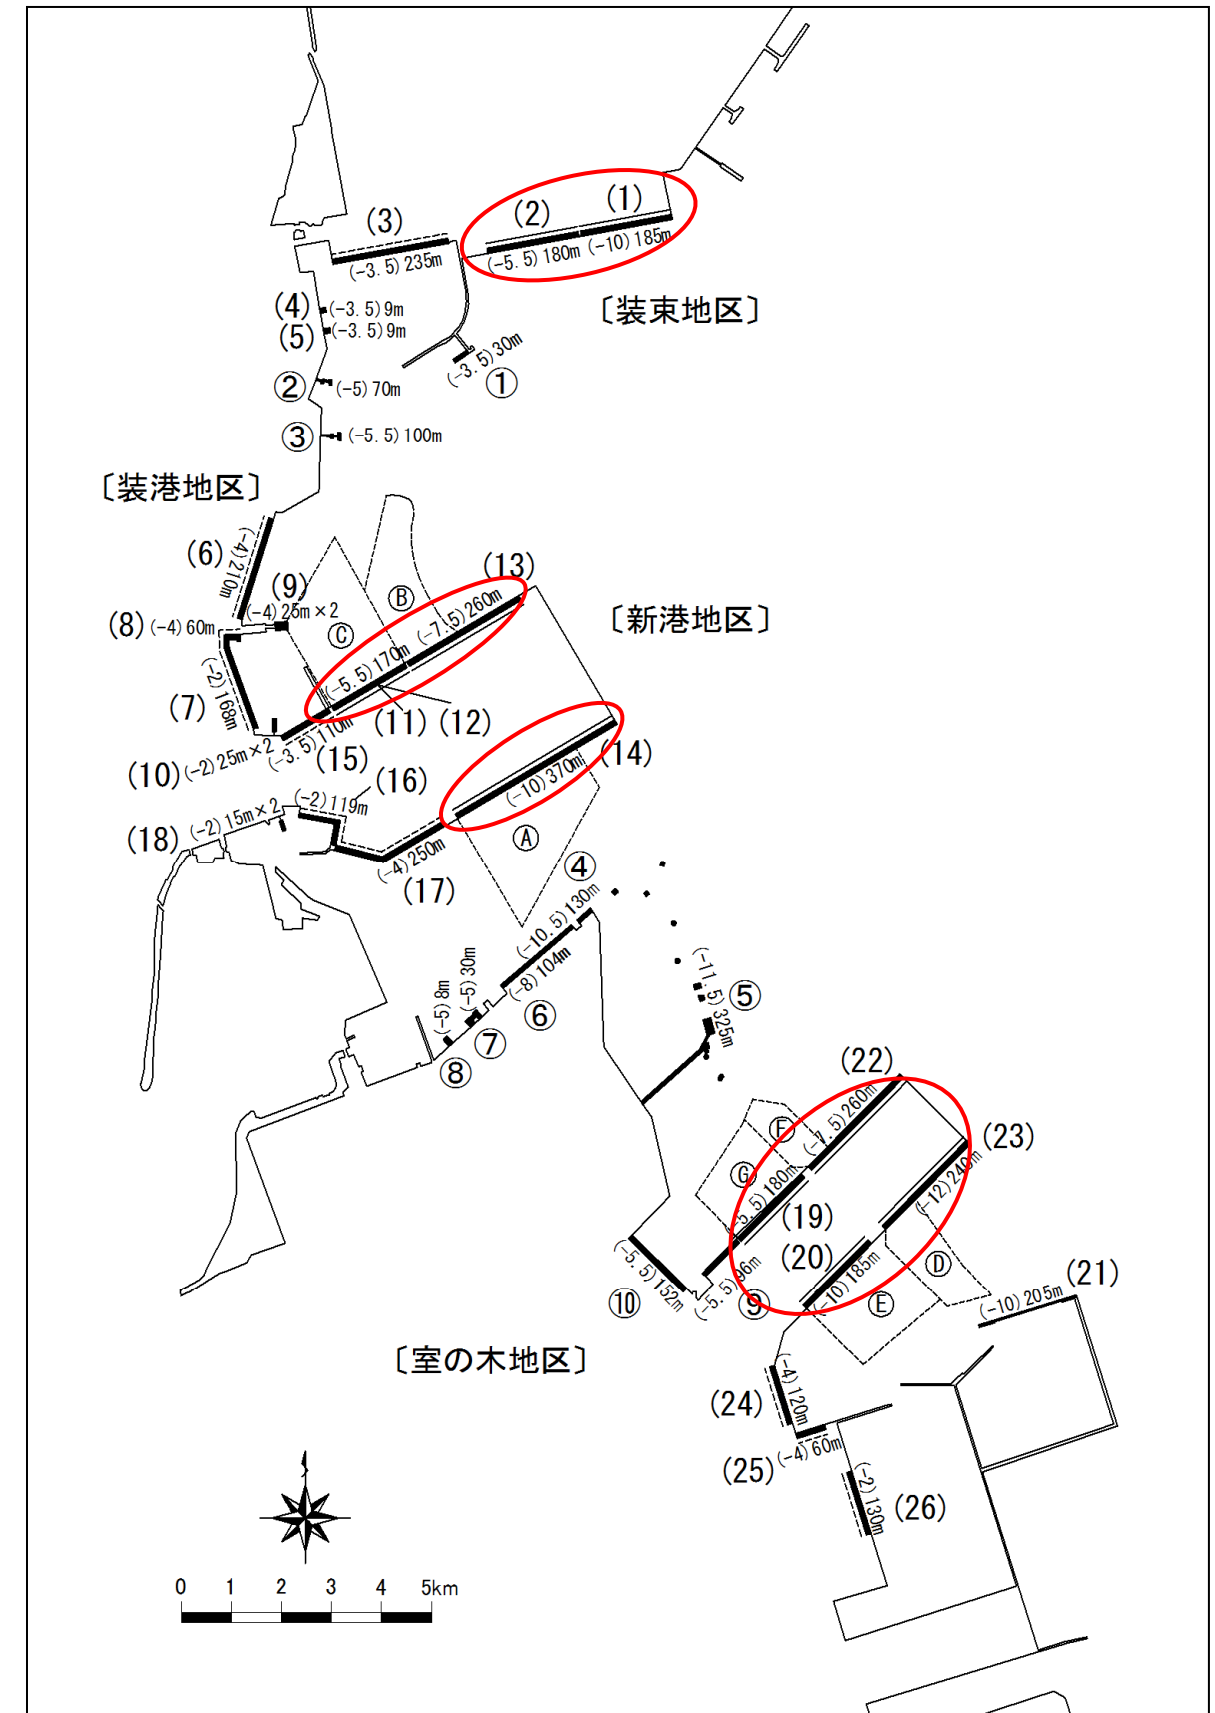 (1)
(2)
(3)
(-5.5)180m
(-10)185m
(-3.5)235m
〔装束地区〕
(4)
(-3.5)9m
(5)
(-3.5)9m
(-3.5)30m
①
②
(-5)70m
③
(-5.5)100m
〔装港地区〕
(6)
(-4)210m
(9)
(-4)25m×2
(8)
(-4)60m
(7)
(-2)168m
(10)
(-2)25m×2
(-3.5)110m
(15)
Ⓑ
Ⓒ
(13)
(-7.5)260m
(-5.5)170m
(11)
(12)
〔新港地区〕
(14)
(-10)370m
Ⓐ
(16)
(-2)119m
(18)
(-2)15m×2
(-4)250m
(17)
④
(-10.5)130m
(-8)104m
⑥
(-5)30m
⑦
(-5)8m
⑧
(-11.5)325m
⑤
(22)
(-7.5)260m
Ⓕ
Ⓖ
(-5.5)180m
(19)
(20)
(23)
(-12)240m
(-10)185m
Ⓓ
Ⓔ
(-5.5)96m
⑨
(-5.5)152m
⑩
(21)
(-10)205m
〔室の木地区〕
(24)
(-4)120m
(25)
(-4)60m
(26)
(-2)130m
0 1 2 3 4 5km